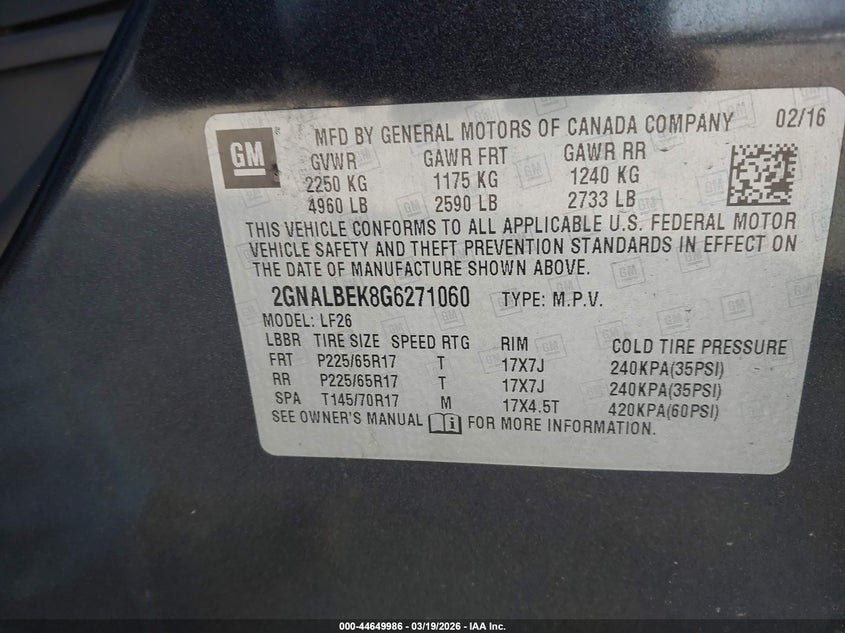 GM
MFD BY GENERAL MOTORS OF CANADA COMPANY 02/16
GVWR GAWR FRT GAWR RR
2250 KG 1175 KG 1240 KG
4960 LB 2590 LB 2733 LB
THIS VEHICLE CONFORMS TO ALL APPLICABLE U.S. FEDERAL MOTOR
VEHICLE SAFETY AND THEFT PREVENTION STANDARDS IN EFFECT ON
THE DATE OF MANUFACTURE SHOWN ABOVE.
2GNALBEK8G6271060 TYPE: M.P.V.
MODEL: LF26
LBBR TIRE SIZE SPEED RTG RIM COLD TIRE PRESSURE
FRT P225/65R17 T 17X7J 240KPA(35PSI)
RR P225/65R17 T 17X7J 240KPA(35PSI)
SPA T145/70R17 M 17X4.5T 420KPA(60PSI)
SEE OWNER'S MANUAL i FOR MORE INFORMATION.
000-44649986 - 03/19/2026 - IAA Inc.